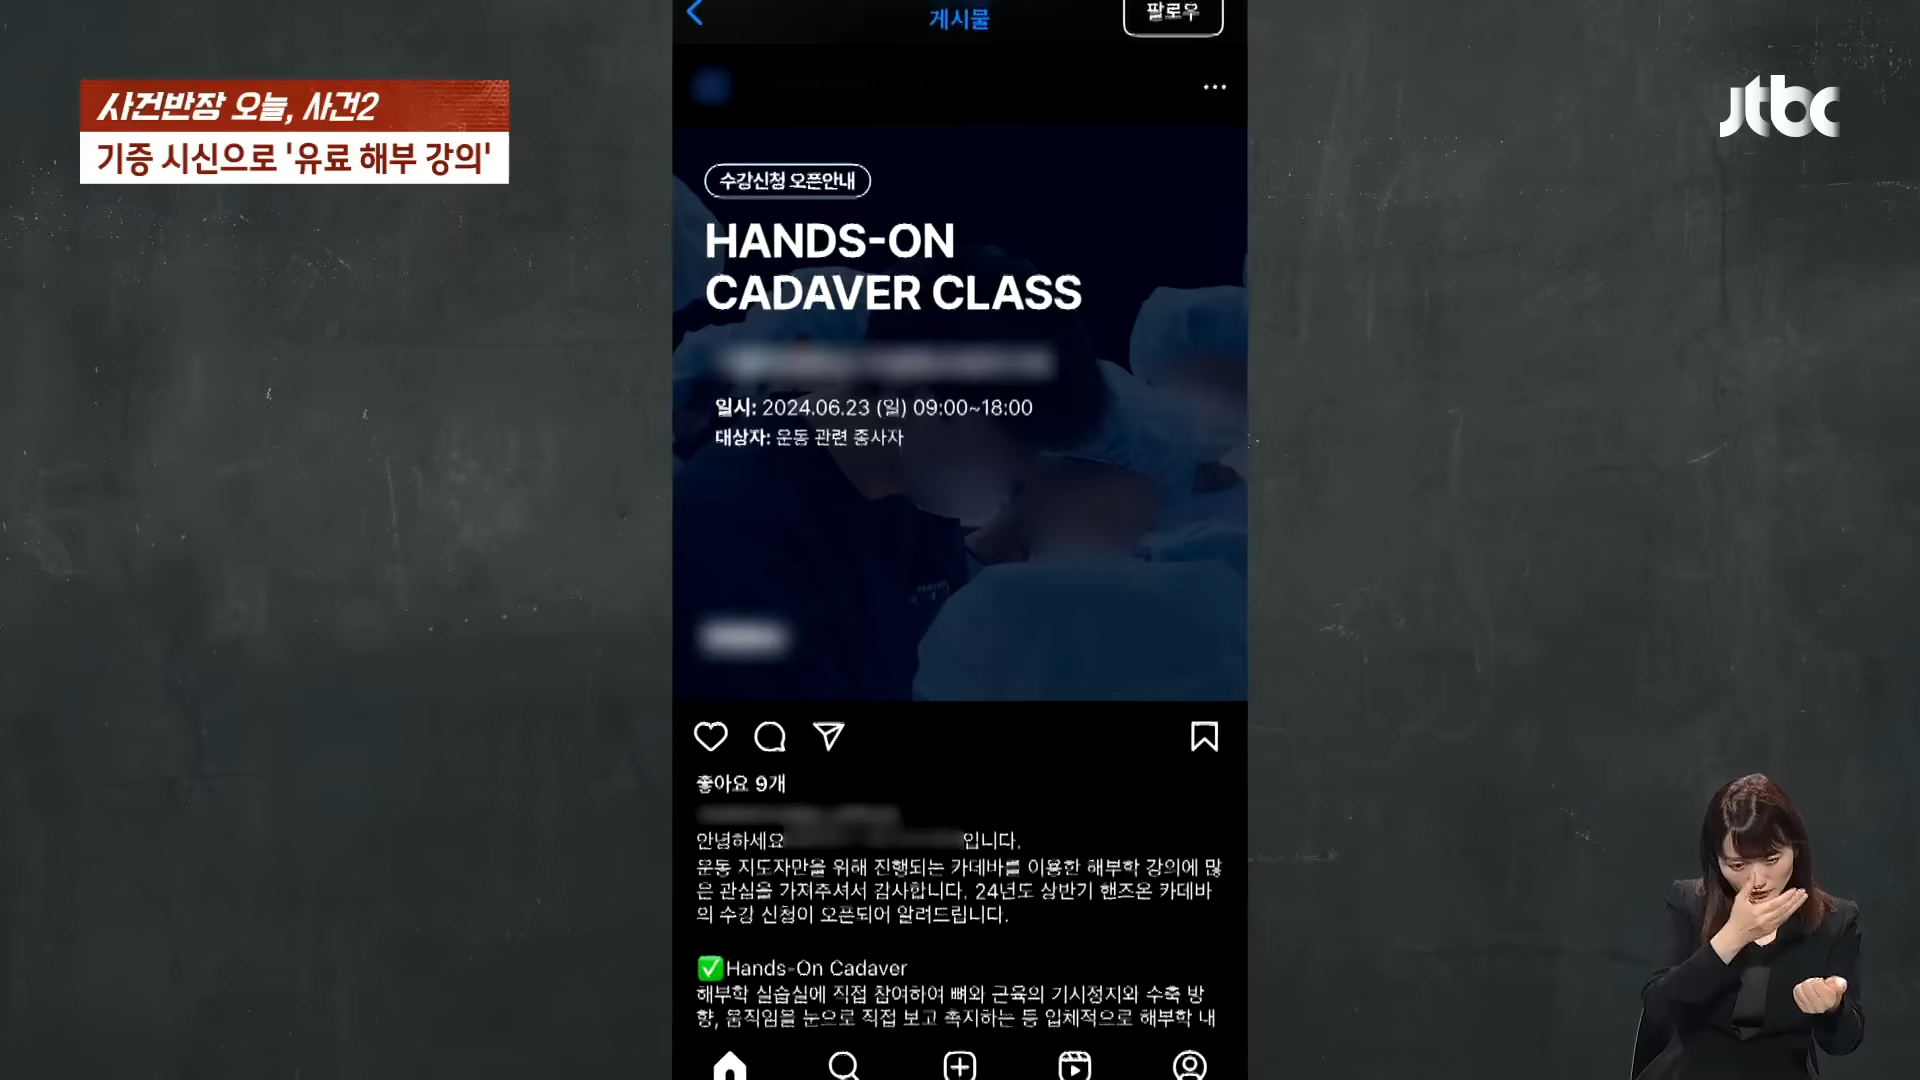 게시물
팔로우
사건반장 오늘, 사건2
기증 시신으로 '유료 해부 강의'
jtbc
수강신청 오픈안내
HANDS-ON
CADAVER CLASS
일시: 2024.06.23 (일) 09:00~18:00
대상자: 운동 관련 종사자
좋아요 9개
안녕하세요 입니다.
운동 지도자만을 위해 진행되는 카데바를 이용한 해부학 강의에 많
은 관심을 가져주셔서 감사합니다. 24년도 상반기 핸즈온 카데바
의 수강 신청이 오픈되어 알려드립니다.
✅Hands-On Cadaver
해부학 실습실에 직접 참여하여 뼈와 근육의 기시정지와 수축 방
향, 움직임을 눈으로 직접 보고 촉지하는 등 입체적으로 해부학 내